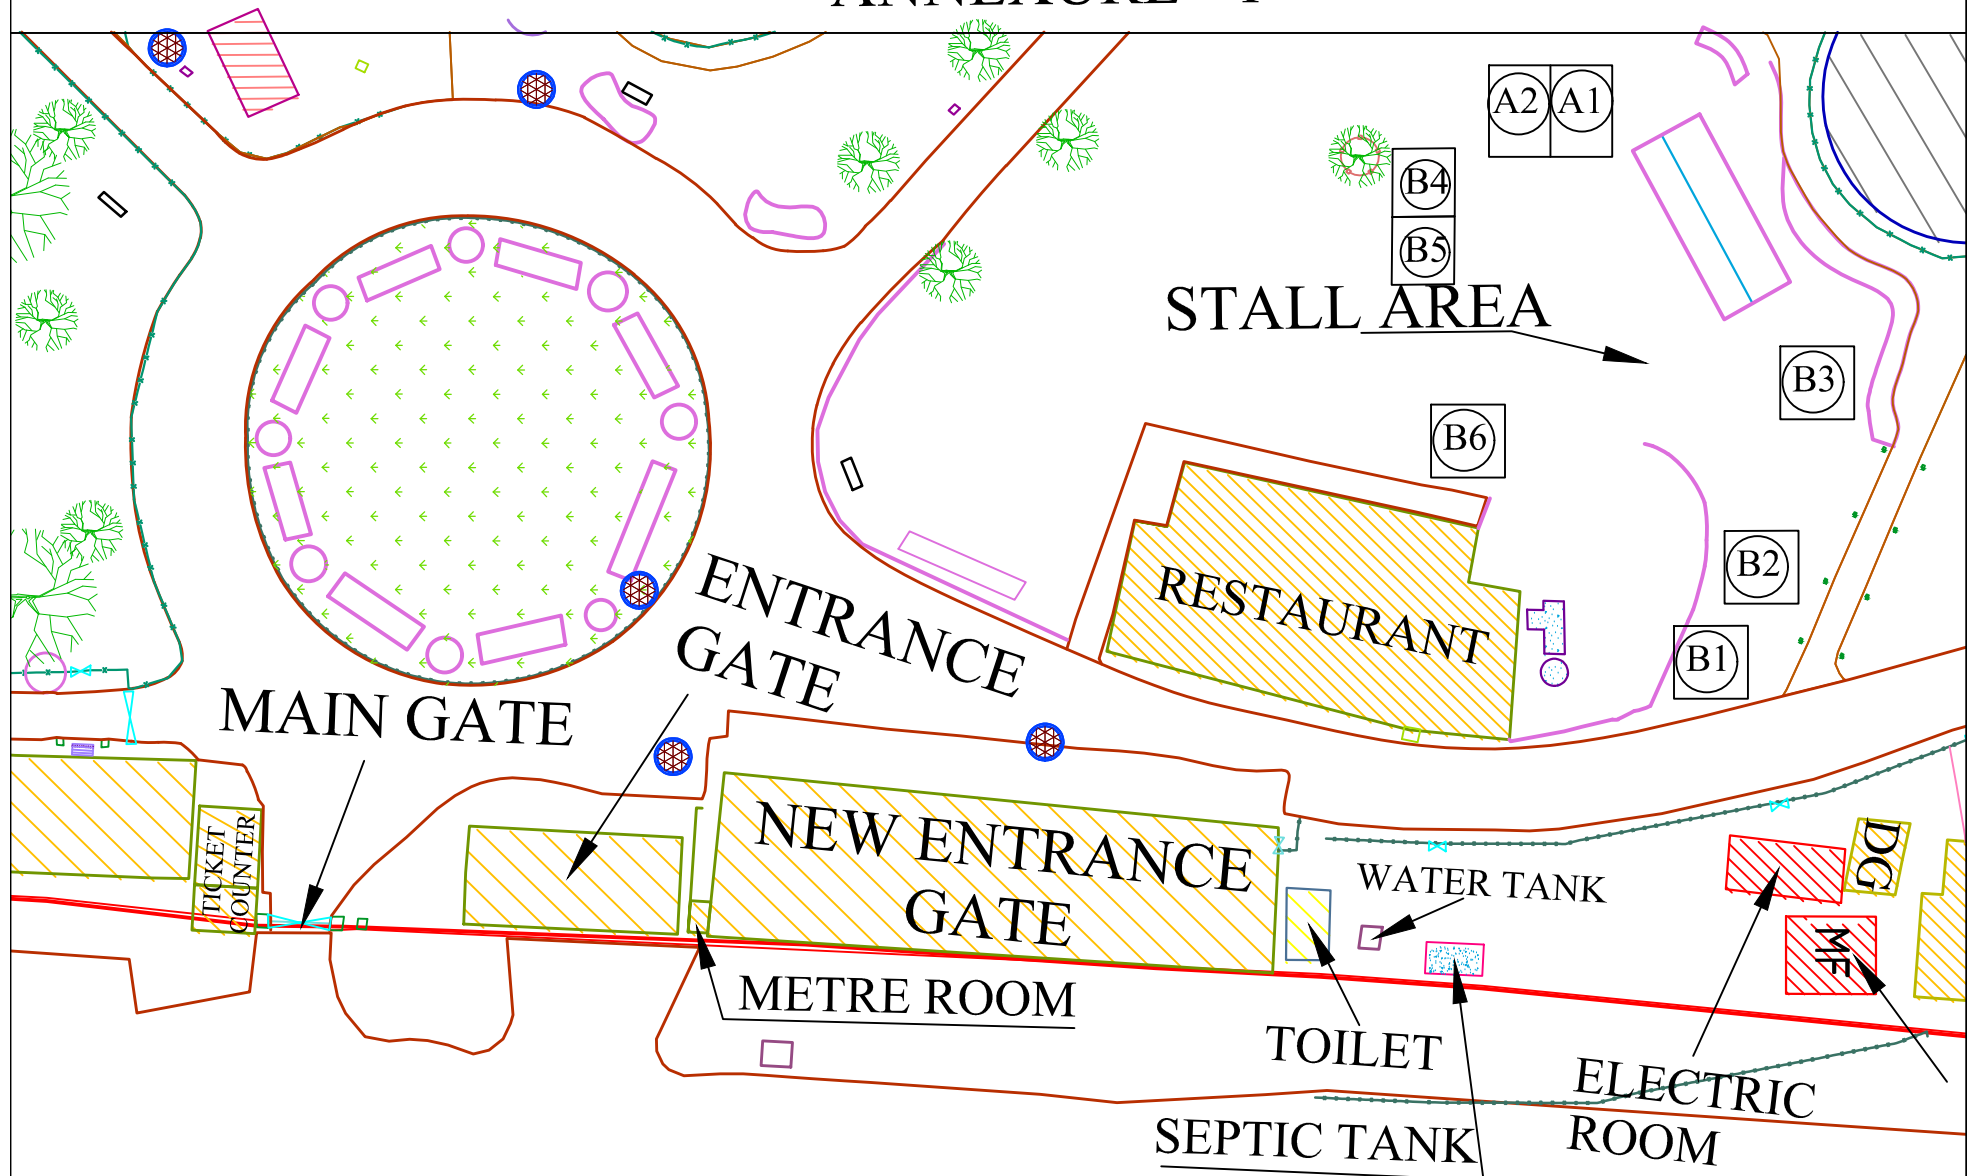 ANNEXURE - I
A2
A1
B4
B5
STALL AREA
B3
B6
B2
B1
RESTAURANT
ENTRANCE
GATE
MAIN GATE
TICKET
COUNTER
NEW ENTRANCE
GATE
WATER TANK
DG
MF
METRE ROOM
TOILET
ELECTRIC
ROOM
SEPTIC TANK